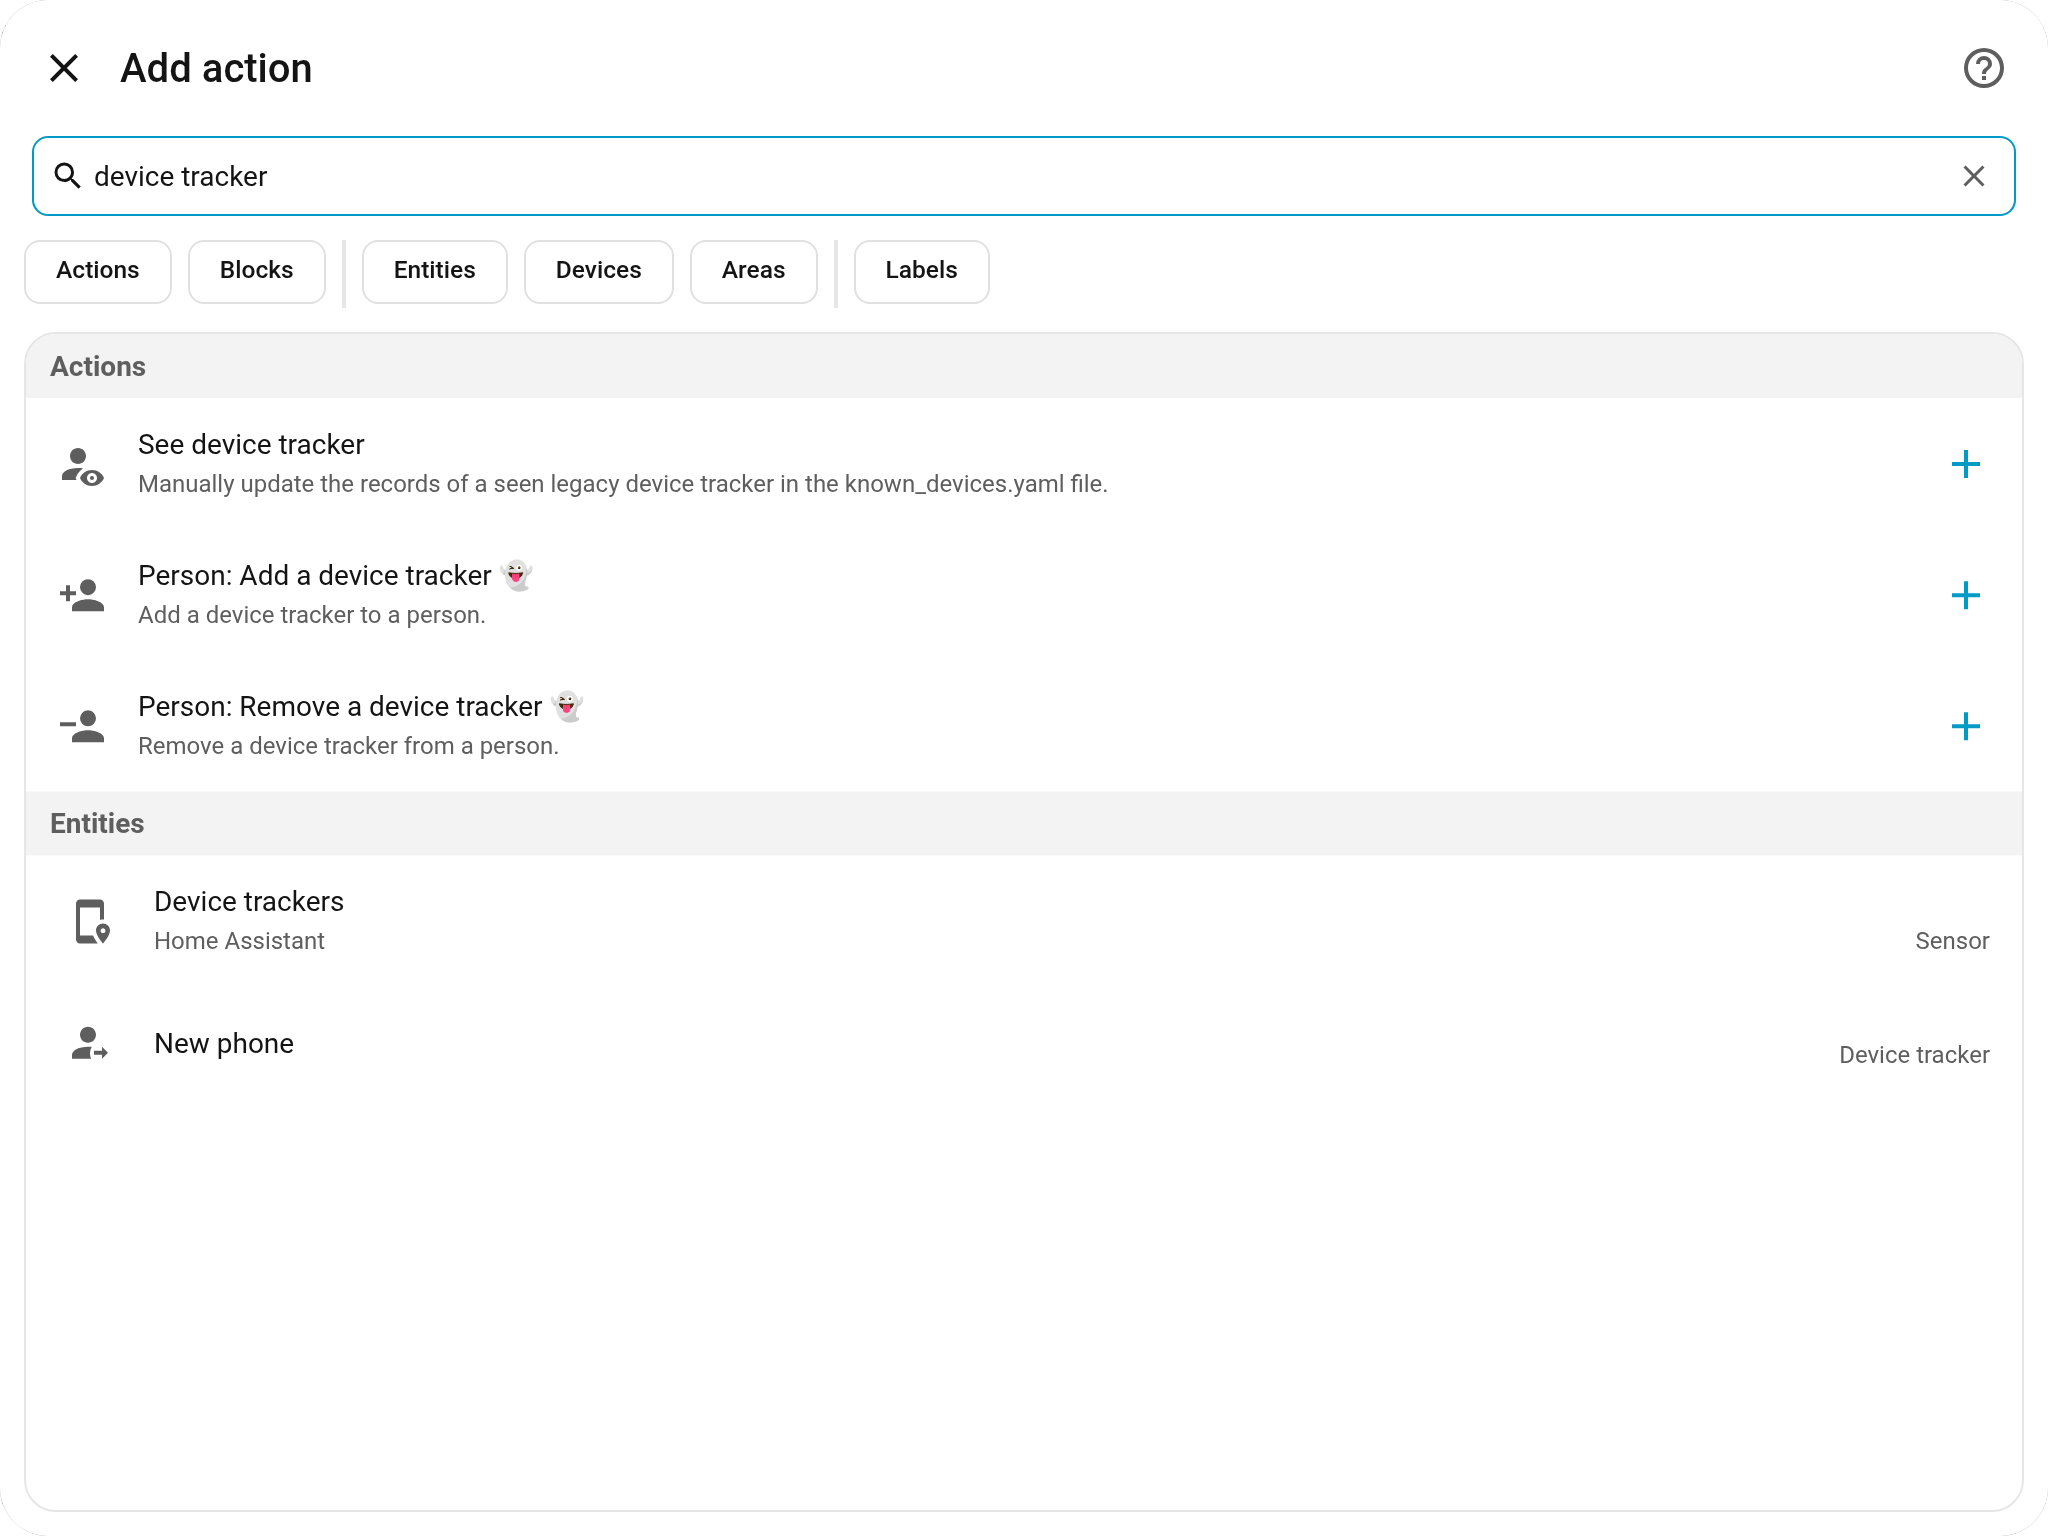 Add action
device tracker
Actions Blocks Entities Devices Areas Labels
Actions
See device tracker
Manually update the records of a seen legacy device tracker in the known_devices.yaml file.
Person: Add a device tracker 👻
Add a device tracker to a person.
Person: Remove a device tracker 👻
Remove a device tracker from a person.
Entities
Device trackers
Home Assistant Sensor
New phone
Device tracker